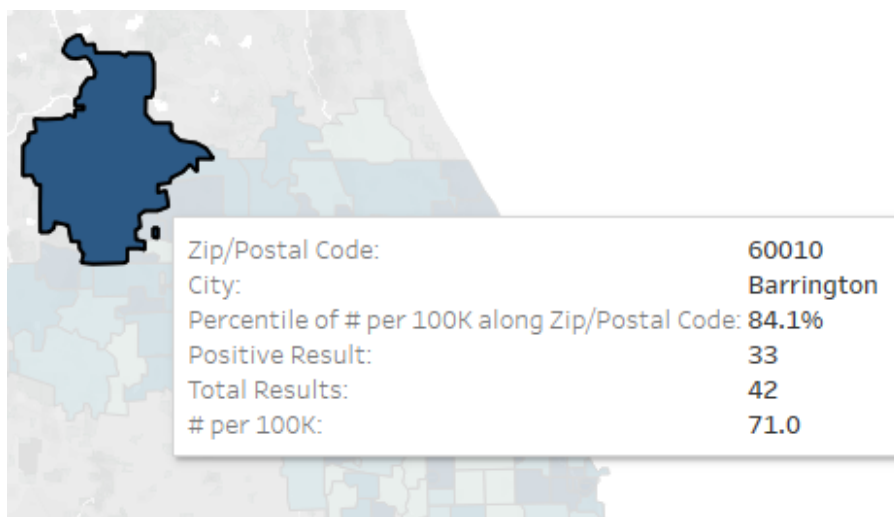 Zip/Postal Code: 60010
City: Barrington
Percentile of # per 100K along Zip/Postal Code: 84.1%
Positive Result: 33
Total Results: 42
# per 100K: 71.0